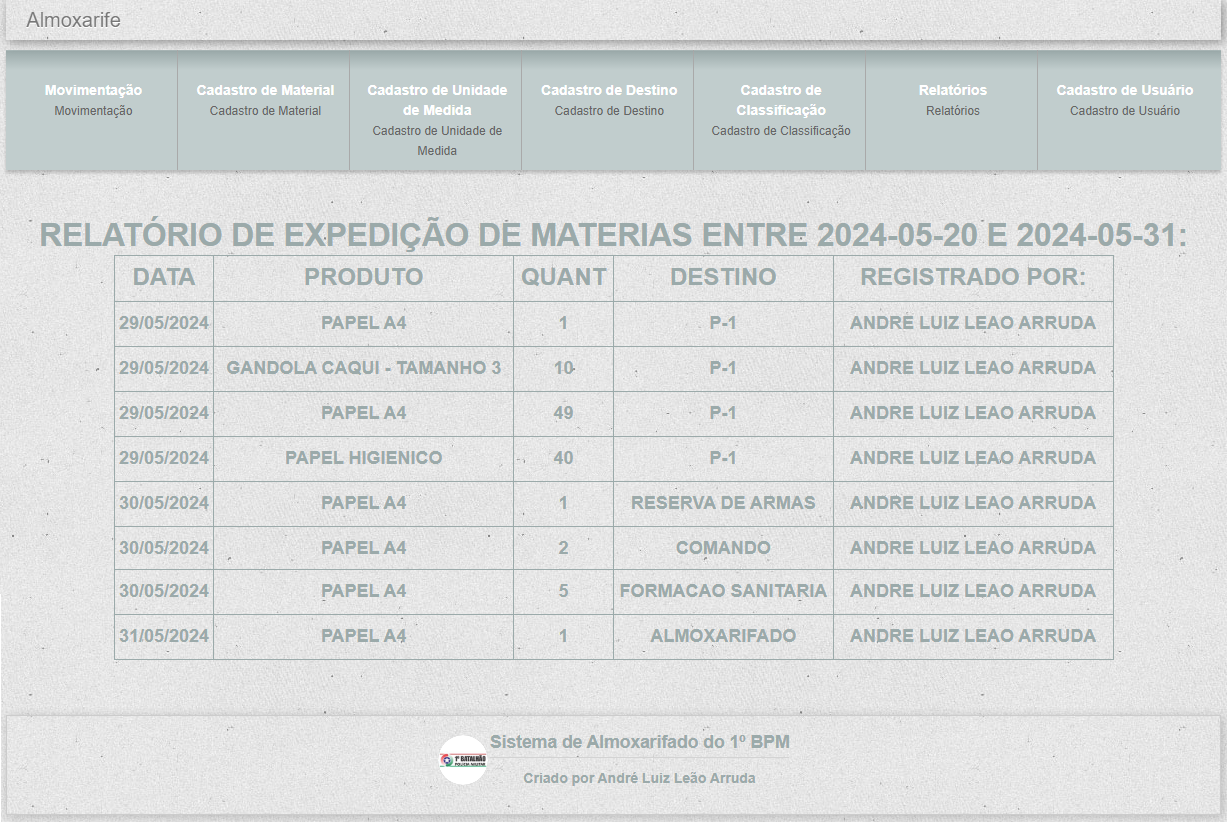 Almoxarife
Movimentação
Movimentação
Cadastro de Material
Cadastro de Material
Cadastro de Unidade
de Medida
Cadastro de Unidade de
Medida
Cadastro de Destino
Cadastro de Destino
Cadastro de
Classificação
Cadastro de Classificação
Relatórios
Relatórios
Cadastro de Usuário
Cadastro de Usuário
RELATÓRIO DE EXPEDIÇÃO DE MATERIAS ENTRE 2024-05-20 E 2024-05-31:
DATA PRODUTO QUANT DESTINO REGISTRADO POR:
29/05/2024 PAPEL A4 1 P-1 ANDRE LUIZ LEAO ARRUDA
29/05/2024 GANDOLA CAQUI - TAMANHO 3 10 P-1 ANDRE LUIZ LEAO ARRUDA
29/05/2024 PAPEL A4 49 P-1 ANDRE LUIZ LEAO ARRUDA
29/05/2024 PAPEL HIGIENICO 40 P-1 ANDRE LUIZ LEAO ARRUDA
30/05/2024 PAPEL A4 1 RESERVA DE ARMAS ANDRE LUIZ LEAO ARRUDA
30/05/2024 PAPEL A4 2 COMANDO ANDRE LUIZ LEAO ARRUDA
30/05/2024 PAPEL A4 5 FORMACAO SANITARIA ANDRE LUIZ LEAO ARRUDA
31/05/2024 PAPEL A4 1 ALMOXARIFADO ANDRE LUIZ LEAO ARRUDA
1º BATALHÃO
POLÍCIA MILITAR
Sistema de Almoxarifado do 1º BPM
Criado por André Luiz Leão Arruda